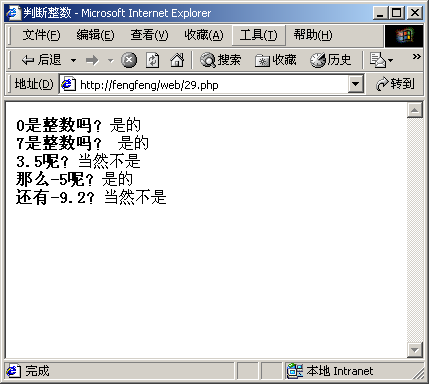 判断整数 - Microsoft Internet Explorer
文件(F) 编辑(E) 查看(V) 收藏(A) 工具(T) 帮助(H)
后退 搜索 收藏 历史 »
地址(D) http://fengfeng/web/29.php 转到
0是整数吗? 是的
7是整数吗? 是的
3.5呢? 当然不是
那么-5呢? 是的
还有-9.2? 当然不是
完成 本地 Intranet